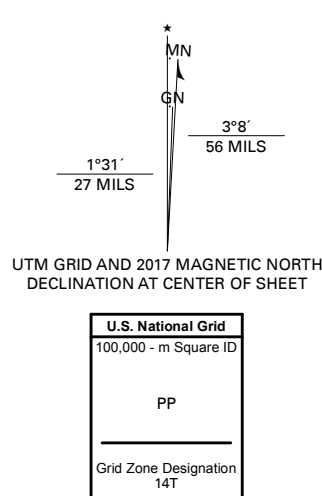 ★
MN
GN
3°8´
56 MILS
1°31´
27 MILS
UTM GRID AND 2017 MAGNETIC NORTH
DECLINATION AT CENTER OF SHEET
U.S. National Grid
100,000 - m Square ID
PP
Grid Zone Designation
14T